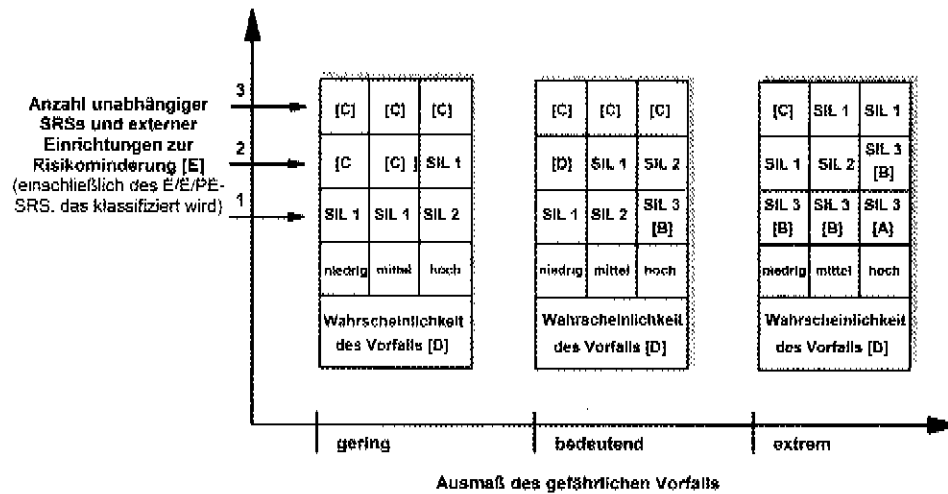 3
Anzahl unabhängiger
SRSs und externer
Einrichtungen zur
Risikominderung [E]
(einschließlich des E/E/PE-
SRS. das klassifiziert wird)
2
1
[C] [C] [C]
[C [C] ] SIL 1
SIL 1 SIL 1 SIL 2
niedrig mittel hoch
Wahrscheinlichkeit
des Vorfalls [D]
[C] [C] [C]
[D] SIL 1 SIL 2
SIL 1 SIL 2 SIL 3
[B]
niedrig mittel hoch
Wahrscheinlichkeit
des Vorfalls [D]
[C] SIL 1 SIL 1
SIL 1 SIL 2 SIL 3
[B]
SIL 3 SIL 3 SIL 3
[B] {B} {A}
niedrig mittel hoch
Wahrscheinlichkeit
des Vorfalls [D]
gering bedeutend extrem
Ausmaß des gefährlichen Vorfalls